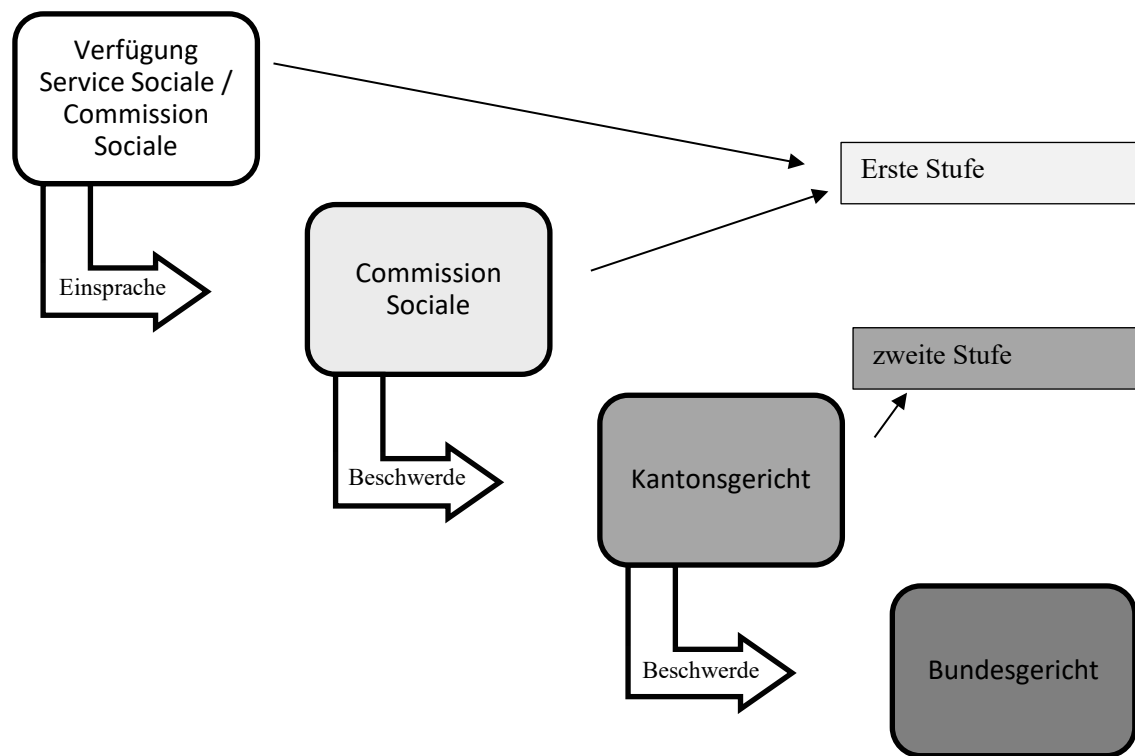 Verfügung
Service Sociale /
Commission
Sociale
Erste Stufe
Einsprache
Commission
Sociale
zweite Stufe
Beschwerde
Kantonsgericht
Beschwerde
Bundesgericht